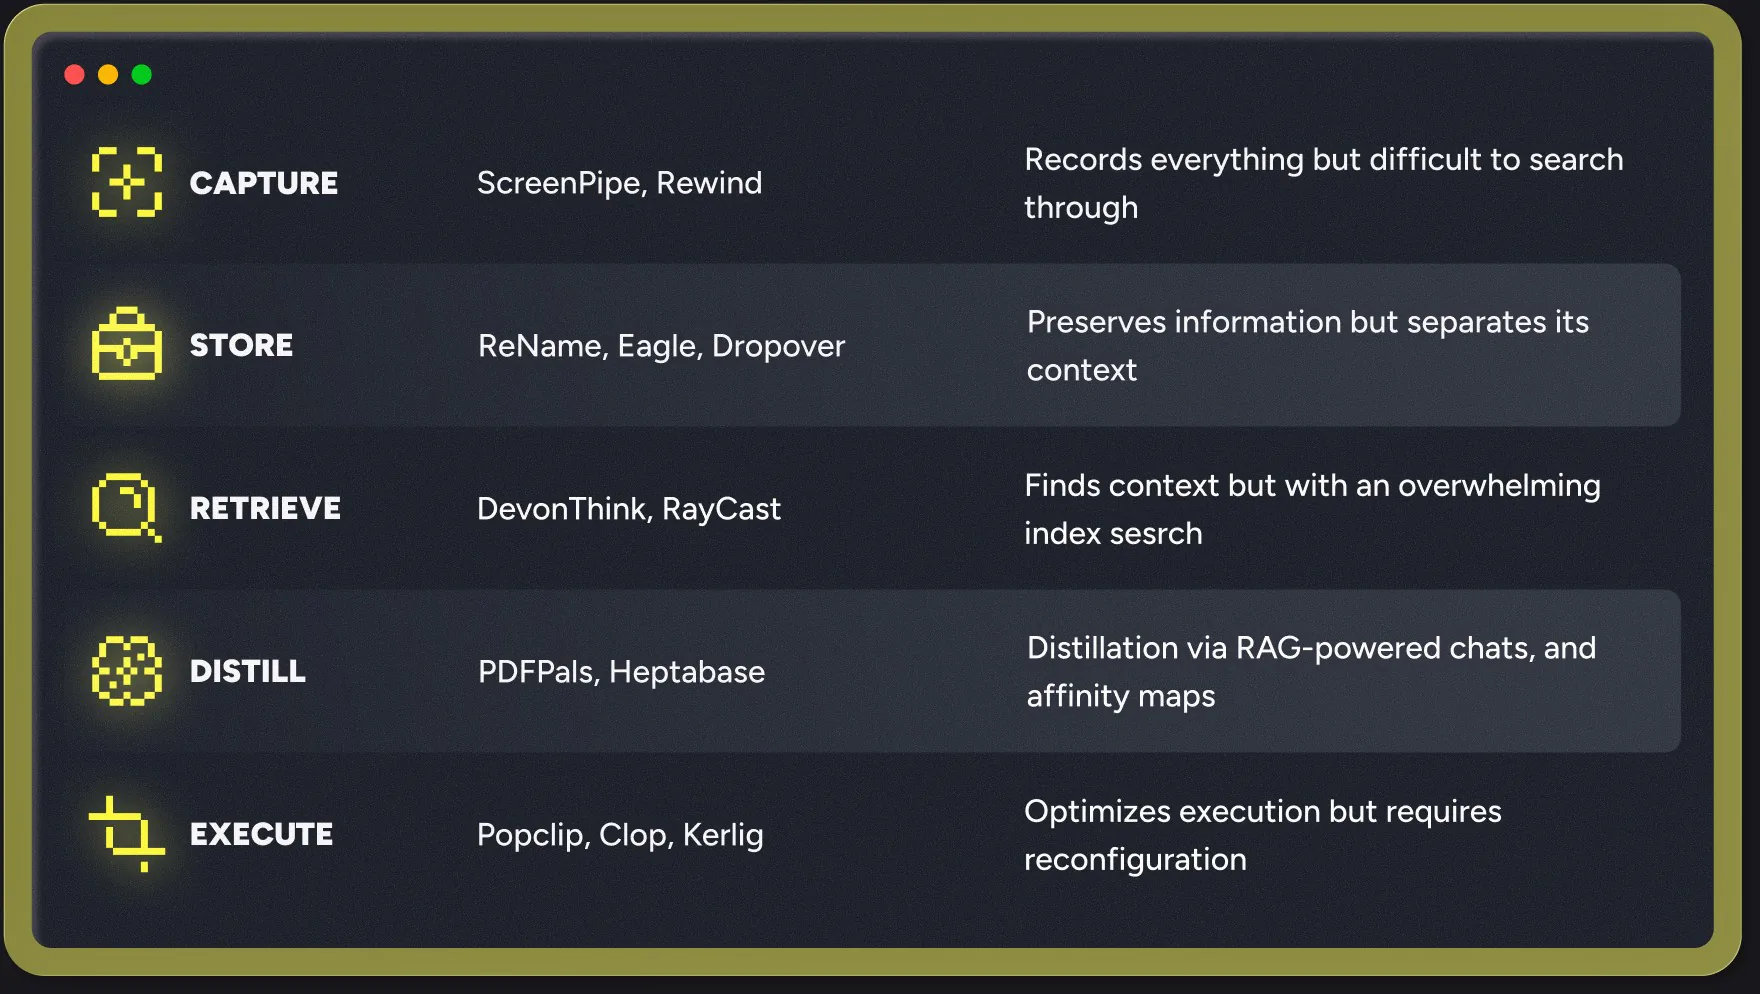 CAPTURE
ScreenPipe, Rewind
Records everything but difficult to search
through
STORE
ReName, Eagle, Dropover
Preserves information but separates its
context
RETRIEVE
DevonThink, RayCast
Finds context but with an overwhelming
index sesrch
DISTILL
PDFPals, Heptabase
Distillation via RAG-powered chats, and
affinity maps
EXECUTE
Popclip, Clop, Kerlig
Optimizes execution but requires
reconfiguration